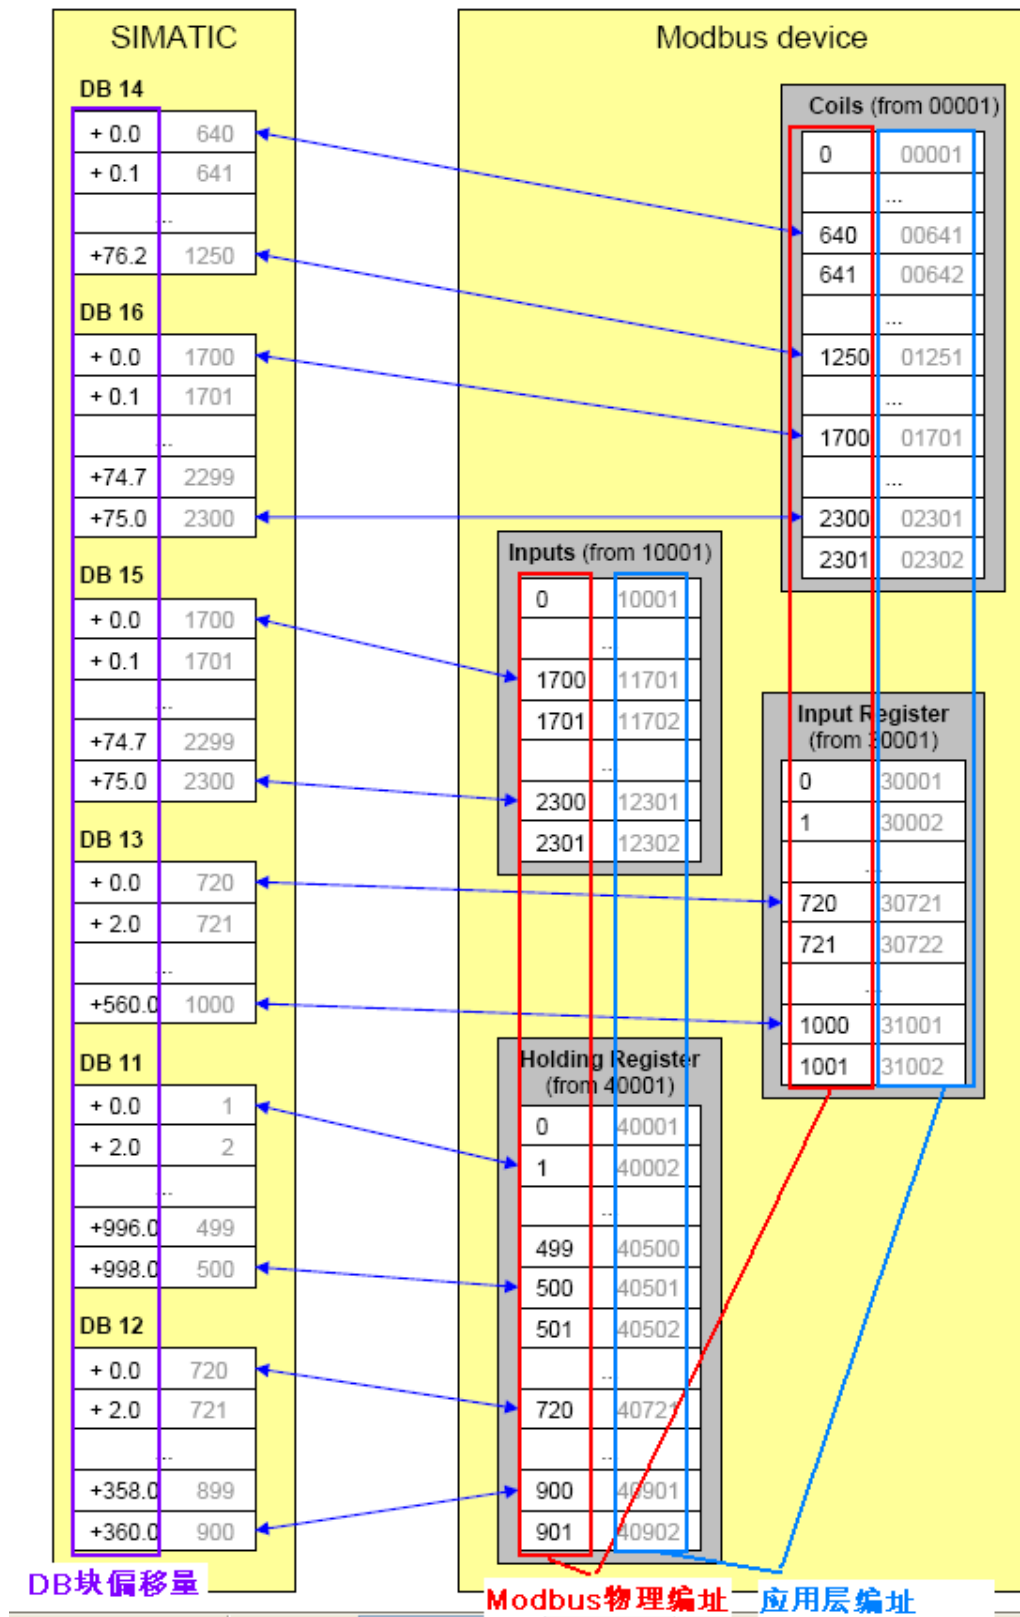 SIMATIC
DB 14
+ 0.0 640
+ 0.1 641
...
+76.2 1250
DB 16
+ 0.0 1700
+ 0.1 1701
...
+74.7 2299
+75.0 2300
DB 15
+ 0.0 1700
+ 0.1 1701
...
+74.7 2299
+75.0 2300
DB 13
+ 0.0 720
+ 2.0 721
...
+560.0 1000
DB 11
+ 0.0 1
+ 2.0 2
...
+996.0 499
+998.0 500
DB 12
+ 0.0 720
+ 2.0 721
...
+358.0 899
+360.0 900
DB块偏移量
Modbus device
Coils (from 00001)
0 00001
...
640 00641
641 00642
...
1250 01251
...
1700 01701
...
2300 02301
2301 02302
Inputs (from 10001)
0 10001
...
1700 11701
1701 11702
...
2300 12301
2301 12302
Input Register
(from 30001)
0 30001
1 30002
...
720 30721
721 30722
...
1000 31001
1001 31002
Holding Register
(from 40001)
0 40001
1 40002
...
499 40500
500 40501
501 40502
...
720 40721
...
900 40901
901 40902
Modbus物理编址
应用层编址